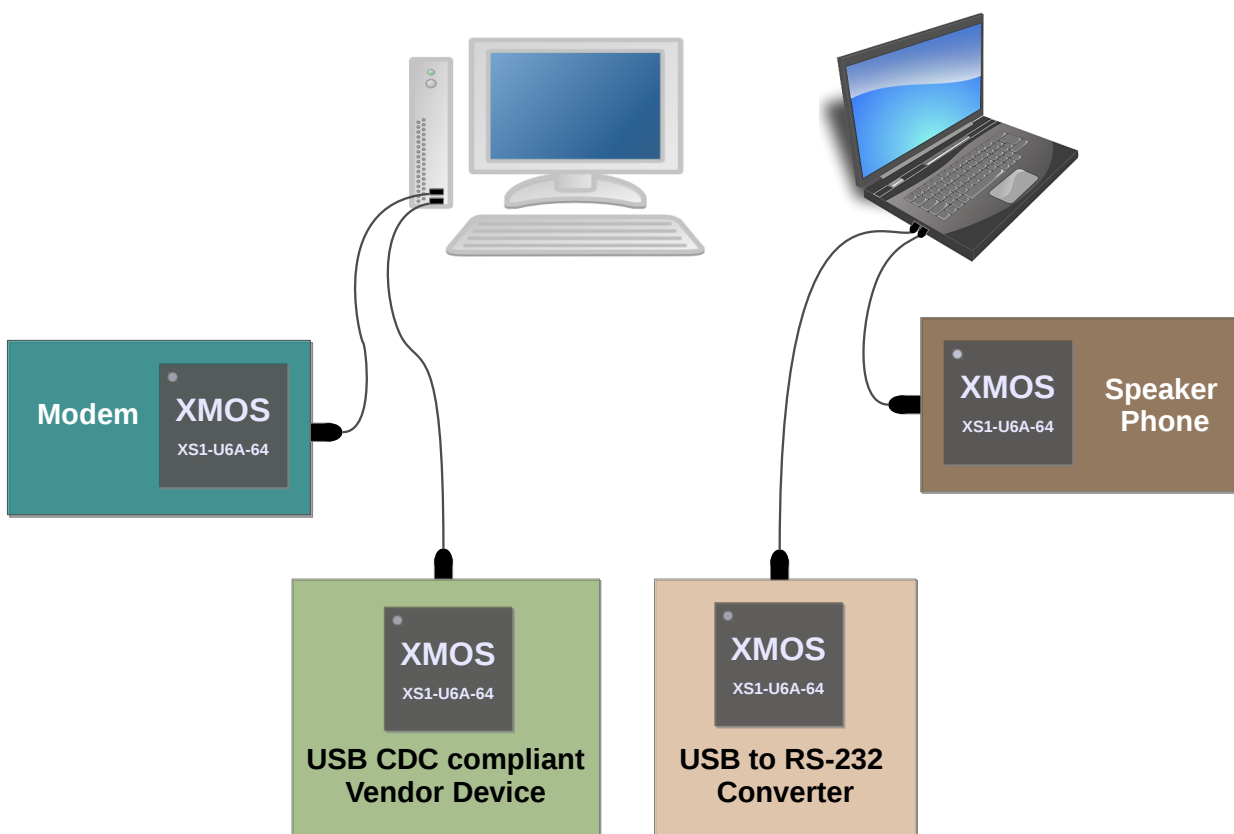 Modem
XMOS
XS1-U6A-64
XMOS
XS1-U6A-64
Speaker
Phone
XMOS
XS1-U6A-64
USB CDC compliant
Vendor Device
XMOS
XS1-U6A-64
USB to RS-232
Converter